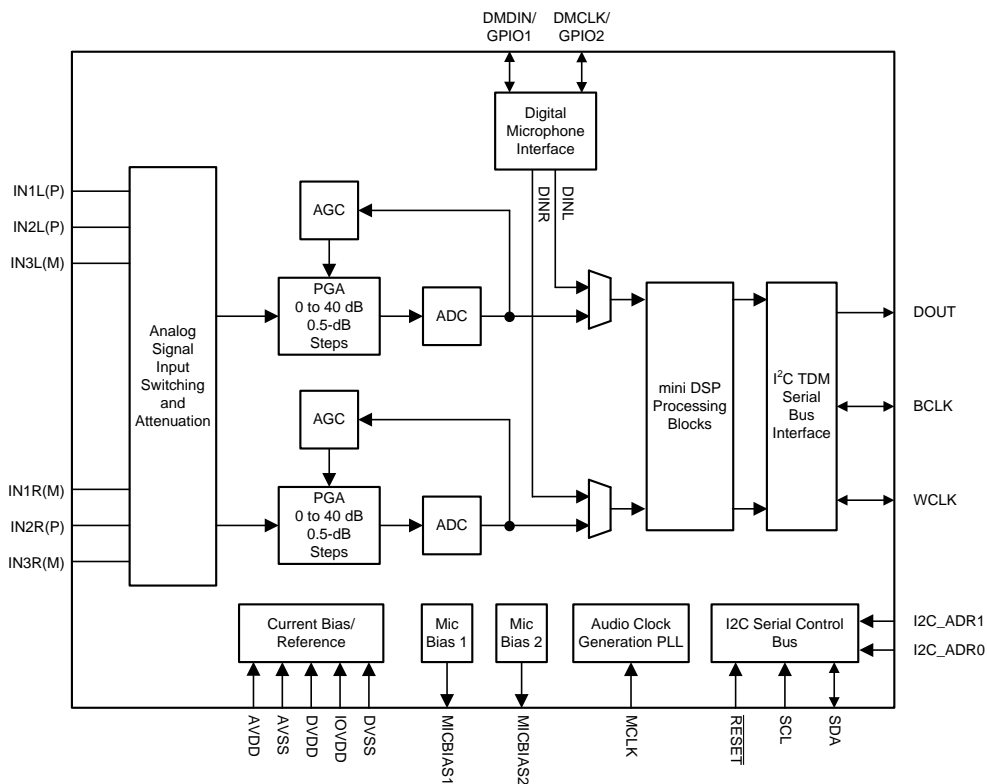 DMDIN/
GPIO1
DMCLK/
GPIO2
Digital
Microphone
Interface
DINR
DINL
IN1L(P)
IN2L(P)
IN3L(M)
IN1R(M)
IN2R(P)
IN3R(M)
Analog
Signal
Input
Switching
and
Attenuation
AGC
PGA
0 to 40 dB
0.5-dB
Steps
ADC
AGC
PGA
0 to 40 dB
0.5-dB
Steps
ADC
mini DSP
Processing
Blocks
I²C TDM
Serial
Bus
Interface
DOUT
BCLK
WCLK
Current Bias/
Reference
Mic
Bias 1
Mic
Bias 2
Audio Clock
Generation PLL
I2C Serial Control
Bus
I2C_ADR1
I2C_ADR0
AVDD
AVSS
DVDD
IOVDD
DVSS
MICBIAS1
MICBIAS2
MCLK
RESET
SCL
SDA